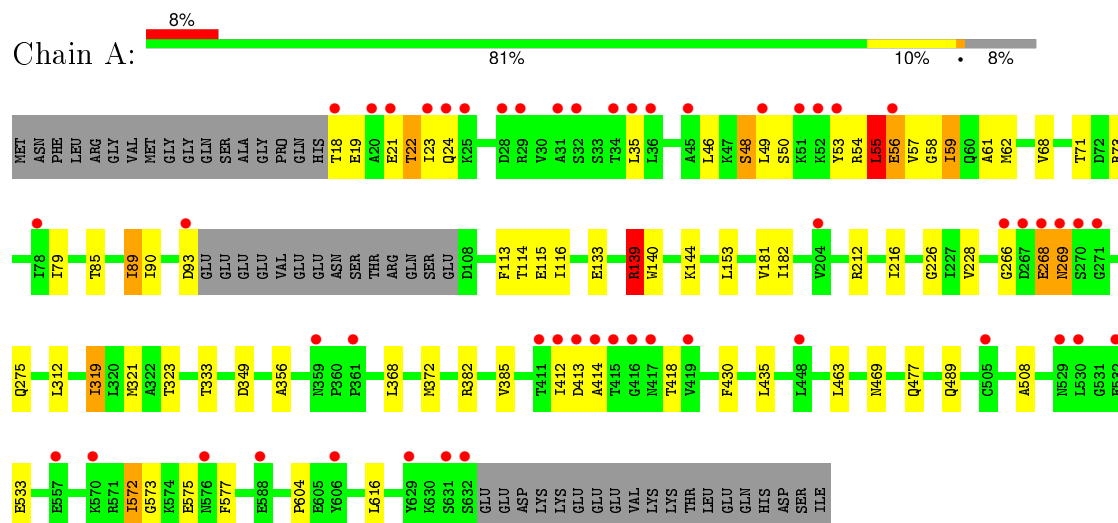 8%
Chain A:
81% 10% • 8%
MET ASN PHE LEU ARG GLY VAL MET GLY GLY GLN SER ALA GLY PRO GLN GLN HIS T18 E19 A20 E21 T22 I23 Q24 K25 D28 R29 V30 A31 S32 S33 T34 L35 L36 A45 L46 K47 S48 L49 S50 K51 K52 Y53 R54 L55 E56 V57 G58 I59 Q60 A61 M62 V68 T71 D72
I78 I79 T85 I89 I90 D93 GLU GLU GLU GLU VAL GLU GLU ASN SER THR ARG GLN SER GLU D108 F113 T114 E115 I116 E133 R139 W140 K144 L153 V181 I182 V204 R212 I216 G226 I227 V228 G266 D267 E268 N269 S270 G271
Q275 L312 I319 L320 M321 A322 T323 T333 D349 A356 N359 P360 P361 L368 M372 R382 V385 T411 I412 D413 A414 T415 G416 N417 T418 V419 F430 L435 L448 L463 N469 Q477 Q489 C505 A508 N529 L530 G531
E533 E557 K570 R571 I572 G573 K574 E575 N576 F577 E588 P604 E605 Y606 L616 Y629 K630 S631 S632 GLU GLU ASP LYS LYS GLU GLU GLU VAL LYS LYS THR LEU GLU GLU GLN HIS ASP SER ILE